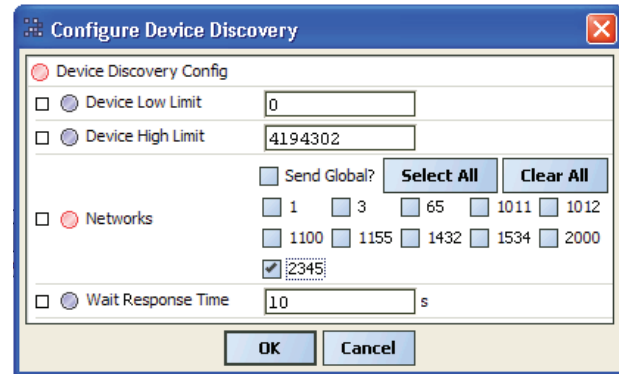 Configure Device Discovery
Device Discovery Config
Device Low Limit 0
Device High Limit 4194302
Send Global? Select All Clear All
Networks
1 3 65 1011 1012
1100 1155 1432 1534 2000
2345
Wait Response Time 10 s
OK Cancel